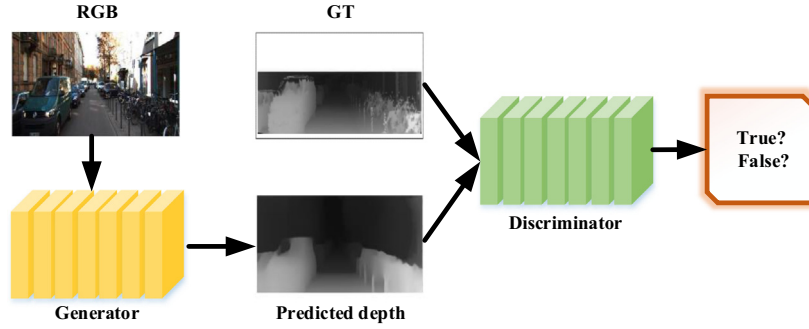 RGB
GT
True?
False?
Discriminator
Generator
Predicted depth